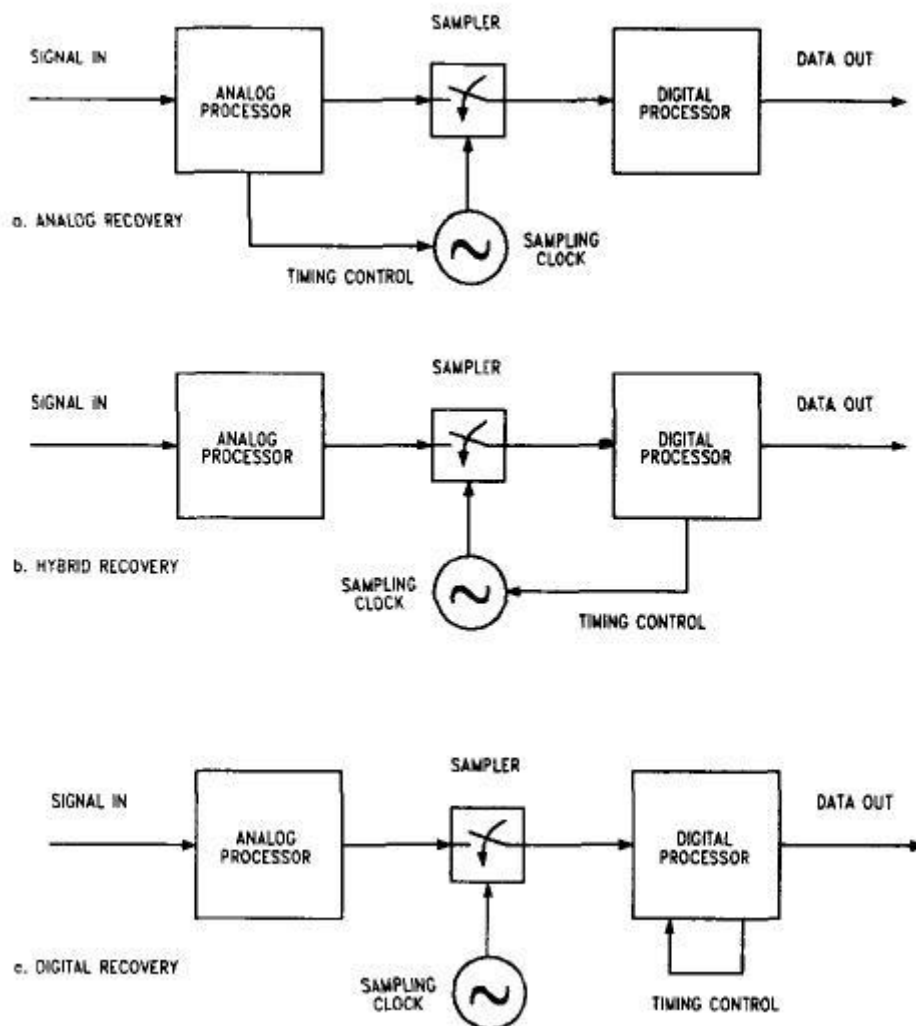 SAMPLER
SIGNAL IN
DATA OUT
ANALOG
PROCESSOR
DIGITAL
PROCESSOR
a. ANALOG RECOVERY
SAMPLING
CLOCK
TIMING CONTROL
SAMPLER
SIGNAL IN
DATA OUT
ANALOG
PROCESSOR
DIGITAL
PROCESSOR
b. HYBRID RECOVERY
SAMPLING
CLOCK
TIMING CONTROL
SAMPLER
SIGNAL IN
DATA OUT
ANALOG
PROCESSOR
DIGITAL
PROCESSOR
c. DIGITAL RECOVERY
SAMPLING
CLOCK
TIMING CONTROL